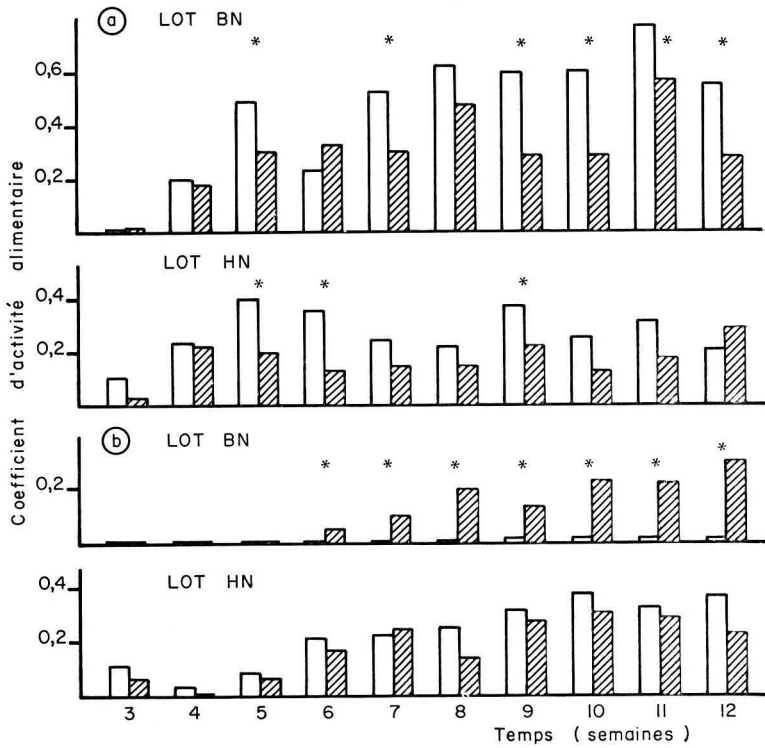 a LOT BN
* * * * * *
0,6
0,4
0,2
LOT HN
* * *
0,4
0,2
b LOT BN
* * * * * * *
0,2
LOT HN
0,4
0,2
3 4 5 6 7 8 9 10 11 12
Temps ( semaines )
Coefficient d'activité alimentaire